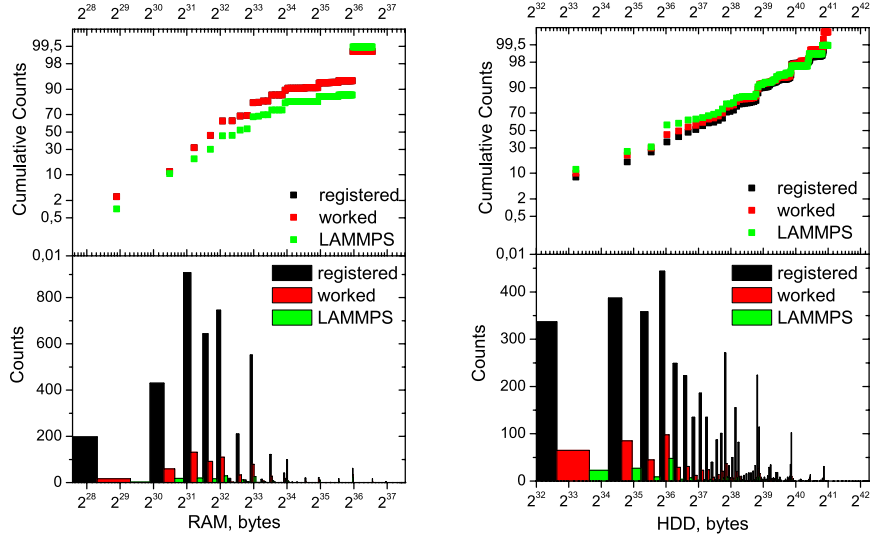 2^28 2^29 2^30 2^31 2^32 2^33 2^34 2^35 2^36 2^37
99,5
98
90
70
50
30
10
2
0,5
0,01
Cumulative Counts
registered
worked
LAMMPS
800
600
400
200
0
Counts
registered
worked
LAMMPS
2^28 2^29 2^30 2^31 2^32 2^33 2^34 2^35 2^36 2^37
RAM, bytes
2^32 2^33 2^34 2^35 2^36 2^37 2^38 2^39 2^40 2^41 2^42
99,5
98
90
70
50
30
10
2
0,5
0,01
Cumulative Counts
registered
worked
LAMMPS
400
300
200
100
0
Counts
registered
worked
LAMMPS
2^32 2^33 2^34 2^35 2^36 2^37 2^38 2^39 2^40 2^41 2^42
HDD, bytes